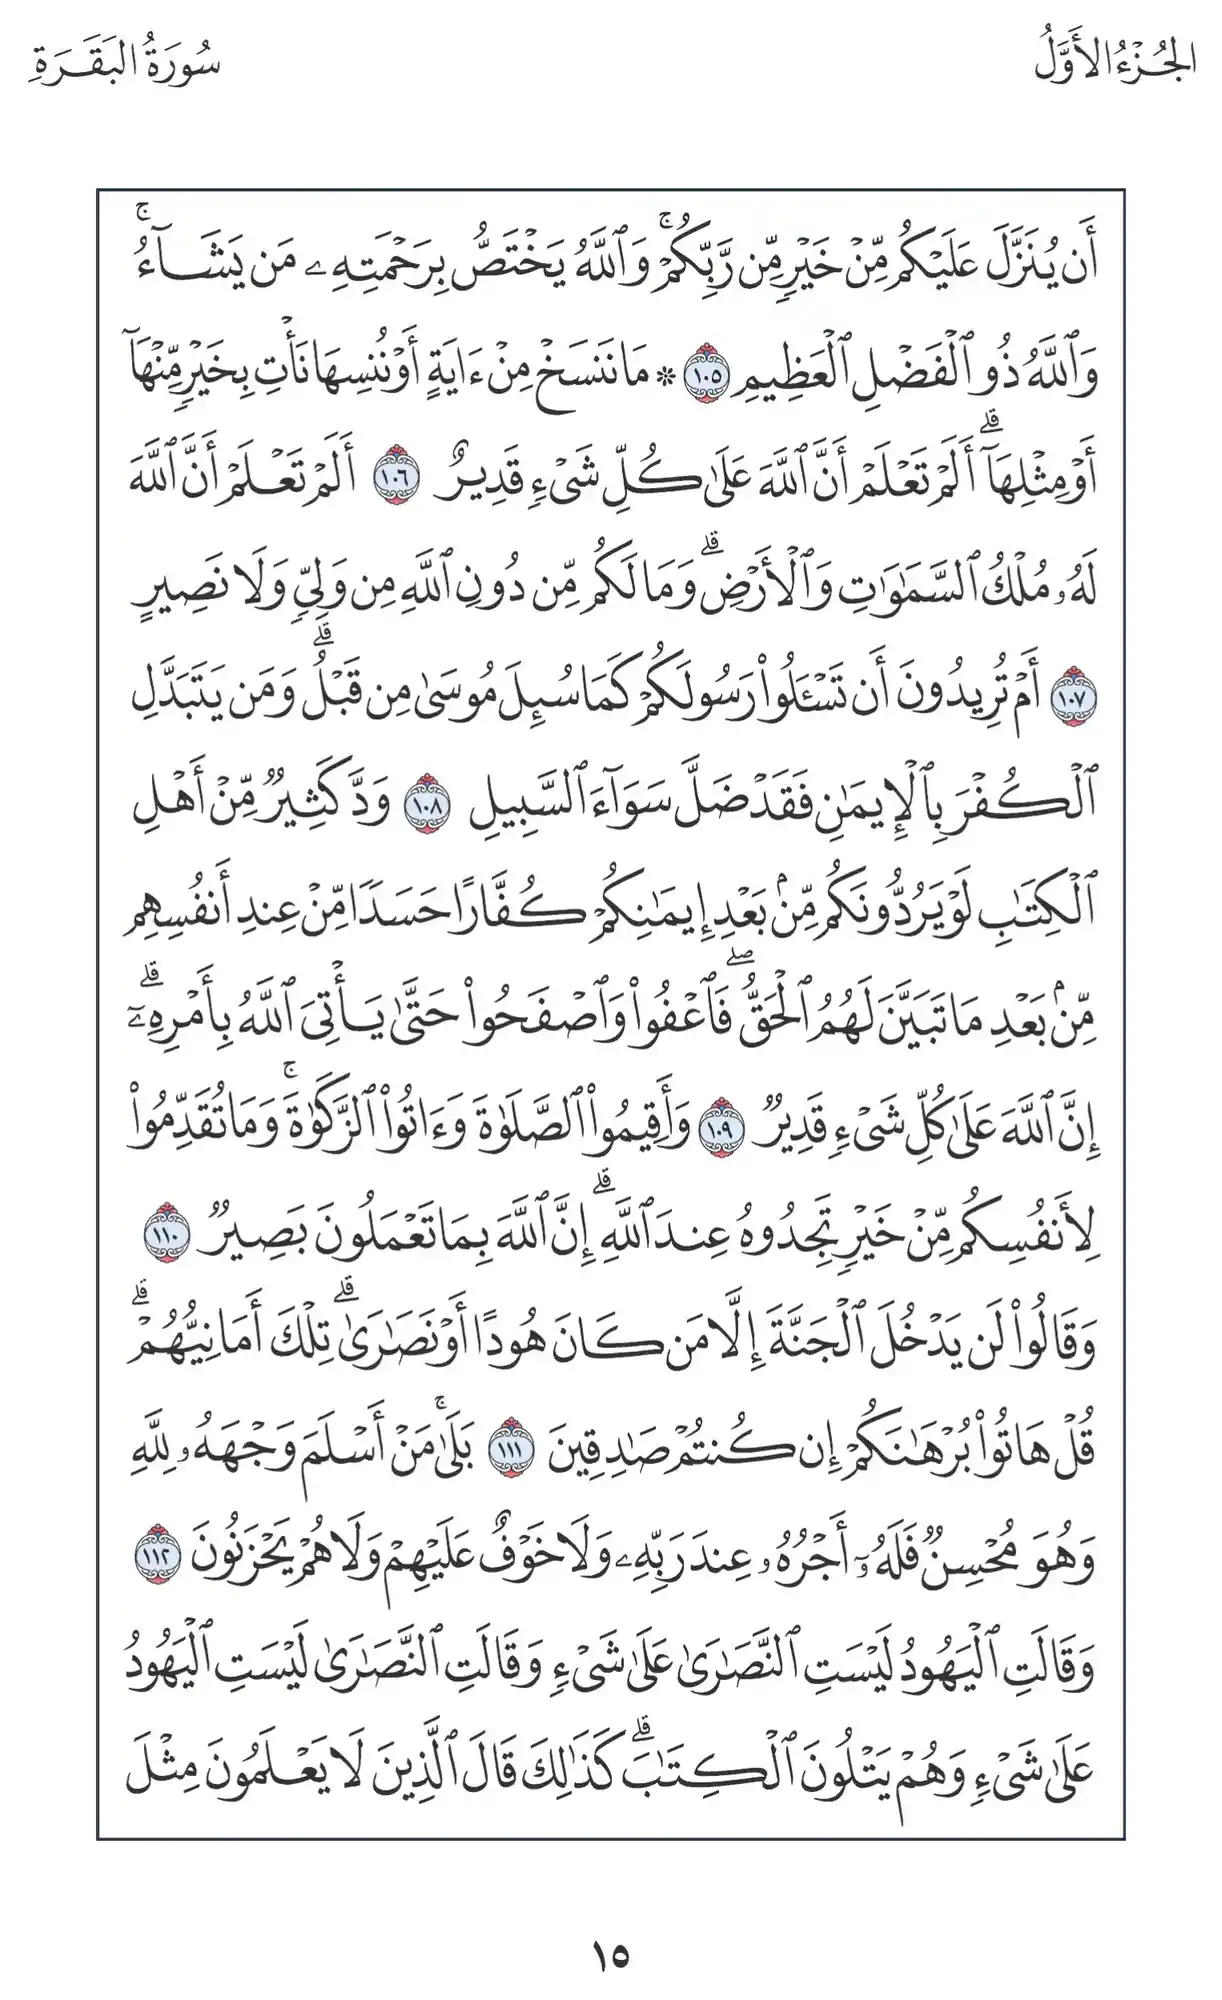 الجُزْءُ الأَوَّلُ
سُورَةُ البَقَرَةِ
أَن يُنَزَّلَ عَلَيْكُم مِّنْ خَيْرٍ مِّن رَّبِّكُمْ ۚ وَٱللَّهُ يَخْتَصُّ بِرَحْمَتِهِۦ مَن يَشَآءُ ۚ
وَٱللَّهُ ذُو ٱلْفَضْلِ ٱلْعَظِيمِ ١٠٥ * مَا نَنسَخْ مِنْ ءَايَةٍ أَوْ نُنسِهَا نَأْتِ بِخَيْرٍ مِّنْهَآ
أَوْ مِثْلِهَآ ۗ أَلَمْ تَعْلَمْ أَنَّ ٱللَّهَ عَلَىٰ كُلِّ شَىْءٍ قَدِيرٌ ١٠٦ أَلَمْ تَعْلَمْ أَنَّ ٱللَّهَ
لَهُۥ مُلْكُ ٱلسَّمَٰوَٰتِ وَٱلْأَرْضِ ۗ وَمَا لَكُم مِّن دُونِ ٱللَّهِ مِن وَلِىٍّ وَلَا نَصِيرٍ
١٠٧ أَمْ تُرِيدُونَ أَن تَسْـَٔلُوا۟ رَسُولَكُمْ كَمَا سُئِلَ مُوسَىٰ مِن قَبْلُ ۗ وَمَن يَتَبَدَّلِ
ٱلْكُفْرَ بِٱلْإِيمَٰنِ فَقَدْ ضَلَّ سَوَآءَ ٱلسَّبِيلِ ١٠٨ وَدَّ كَثِيرٌ مِّنْ أَهْلِ
ٱلْكِتَٰبِ لَوْ يَرُدُّونَكُم مِّنۢ بَعْدِ إِيمَٰنِكُمْ كُفَّارًا حَسَدًا مِّنْ عِندِ أَنفُسِهِم
مِّنۢ بَعْدِ مَا تَبَيَّنَ لَهُمُ ٱلْحَقُّ ۖ فَٱعْفُوا۟ وَٱصْفَحُوا۟ حَتَّىٰ يَأْتِىَ ٱللَّهُ بِأَمْرِهِۦٓ ۗ
إِنَّ ٱللَّهَ عَلَىٰ كُلِّ شَىْءٍ قَدِيرٌ ١٠٩ وَأَقِيمُوا۟ ٱلصَّلَوٰةَ وَءَاتُوا۟ ٱلزَّكَوٰةَ ۚ وَمَا تُقَدِّمُوا۟
لِأَنفُسِكُم مِّنْ خَيْرٍ تَجِدُوهُ عِندَ ٱللَّهِ ۗ إِنَّ ٱللَّهَ بِمَا تَعْمَلُونَ بَصِيرٌ ١١٠
وَقَالُوا۟ لَن يَدْخُلَ ٱلْجَنَّةَ إِلَّا مَن كَانَ هُودًا أَوْ نَصَٰرَىٰ ۗ تِلْكَ أَمَانِيُّهُمْ ۗ
قُلْ هَاتُوا۟ بُرْهَٰنَكُمْ إِن كُنتُمْ صَٰدِقِينَ ١١١ بَلَىٰ ۚ مَنْ أَسْلَمَ وَجْهَهُۥ لِلَّهِ
وَهُوَ مُحْسِنٌ فَلَهُۥٓ أَجْرُهُۥ عِندَ رَبِّهِۦ وَلَا خَوْفٌ عَلَيْهِمْ وَلَا هُمْ يَحْزَنُونَ ١١٢
وَقَالَتِ ٱلْيَهُودُ لَيْسَتِ ٱلنَّصَٰرَىٰ عَلَىٰ شَىْءٍ وَقَالَتِ ٱلنَّصَٰرَىٰ لَيْسَتِ ٱلْيَهُودُ
عَلَىٰ شَىْءٍ وَهُمْ يَتْلُونَ ٱلْكِتَٰبَ ۗ كَذَٰلِكَ قَالَ ٱلَّذِينَ لَا يَعْلَمُونَ مِثْلَ
١٥